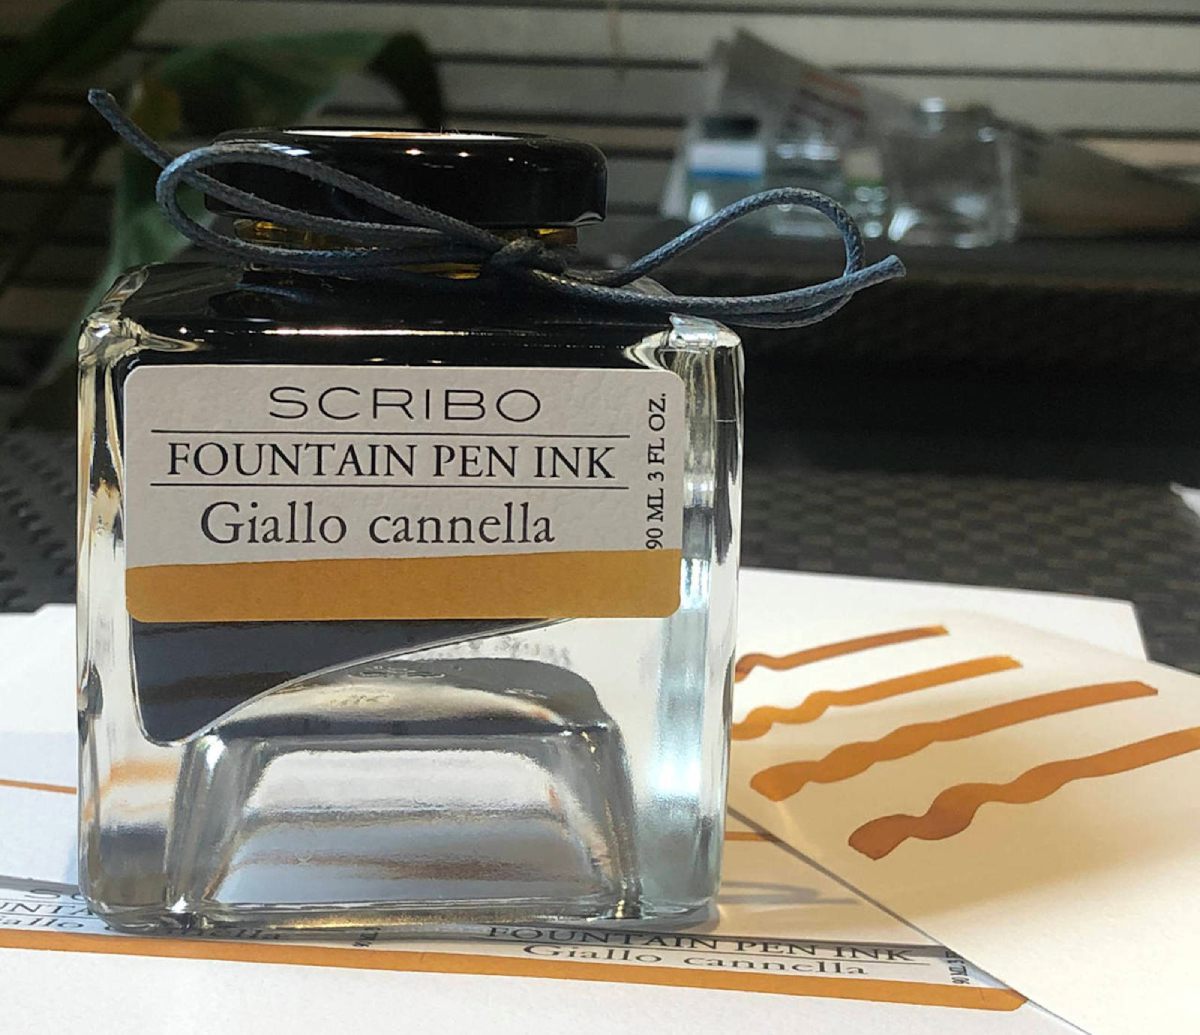 SCRIBO
FOUNTAIN PEN INK
Giallo cannella
90 ML 3 FL OZ.
FOUNTAIN PEN INK
Giallo cannella